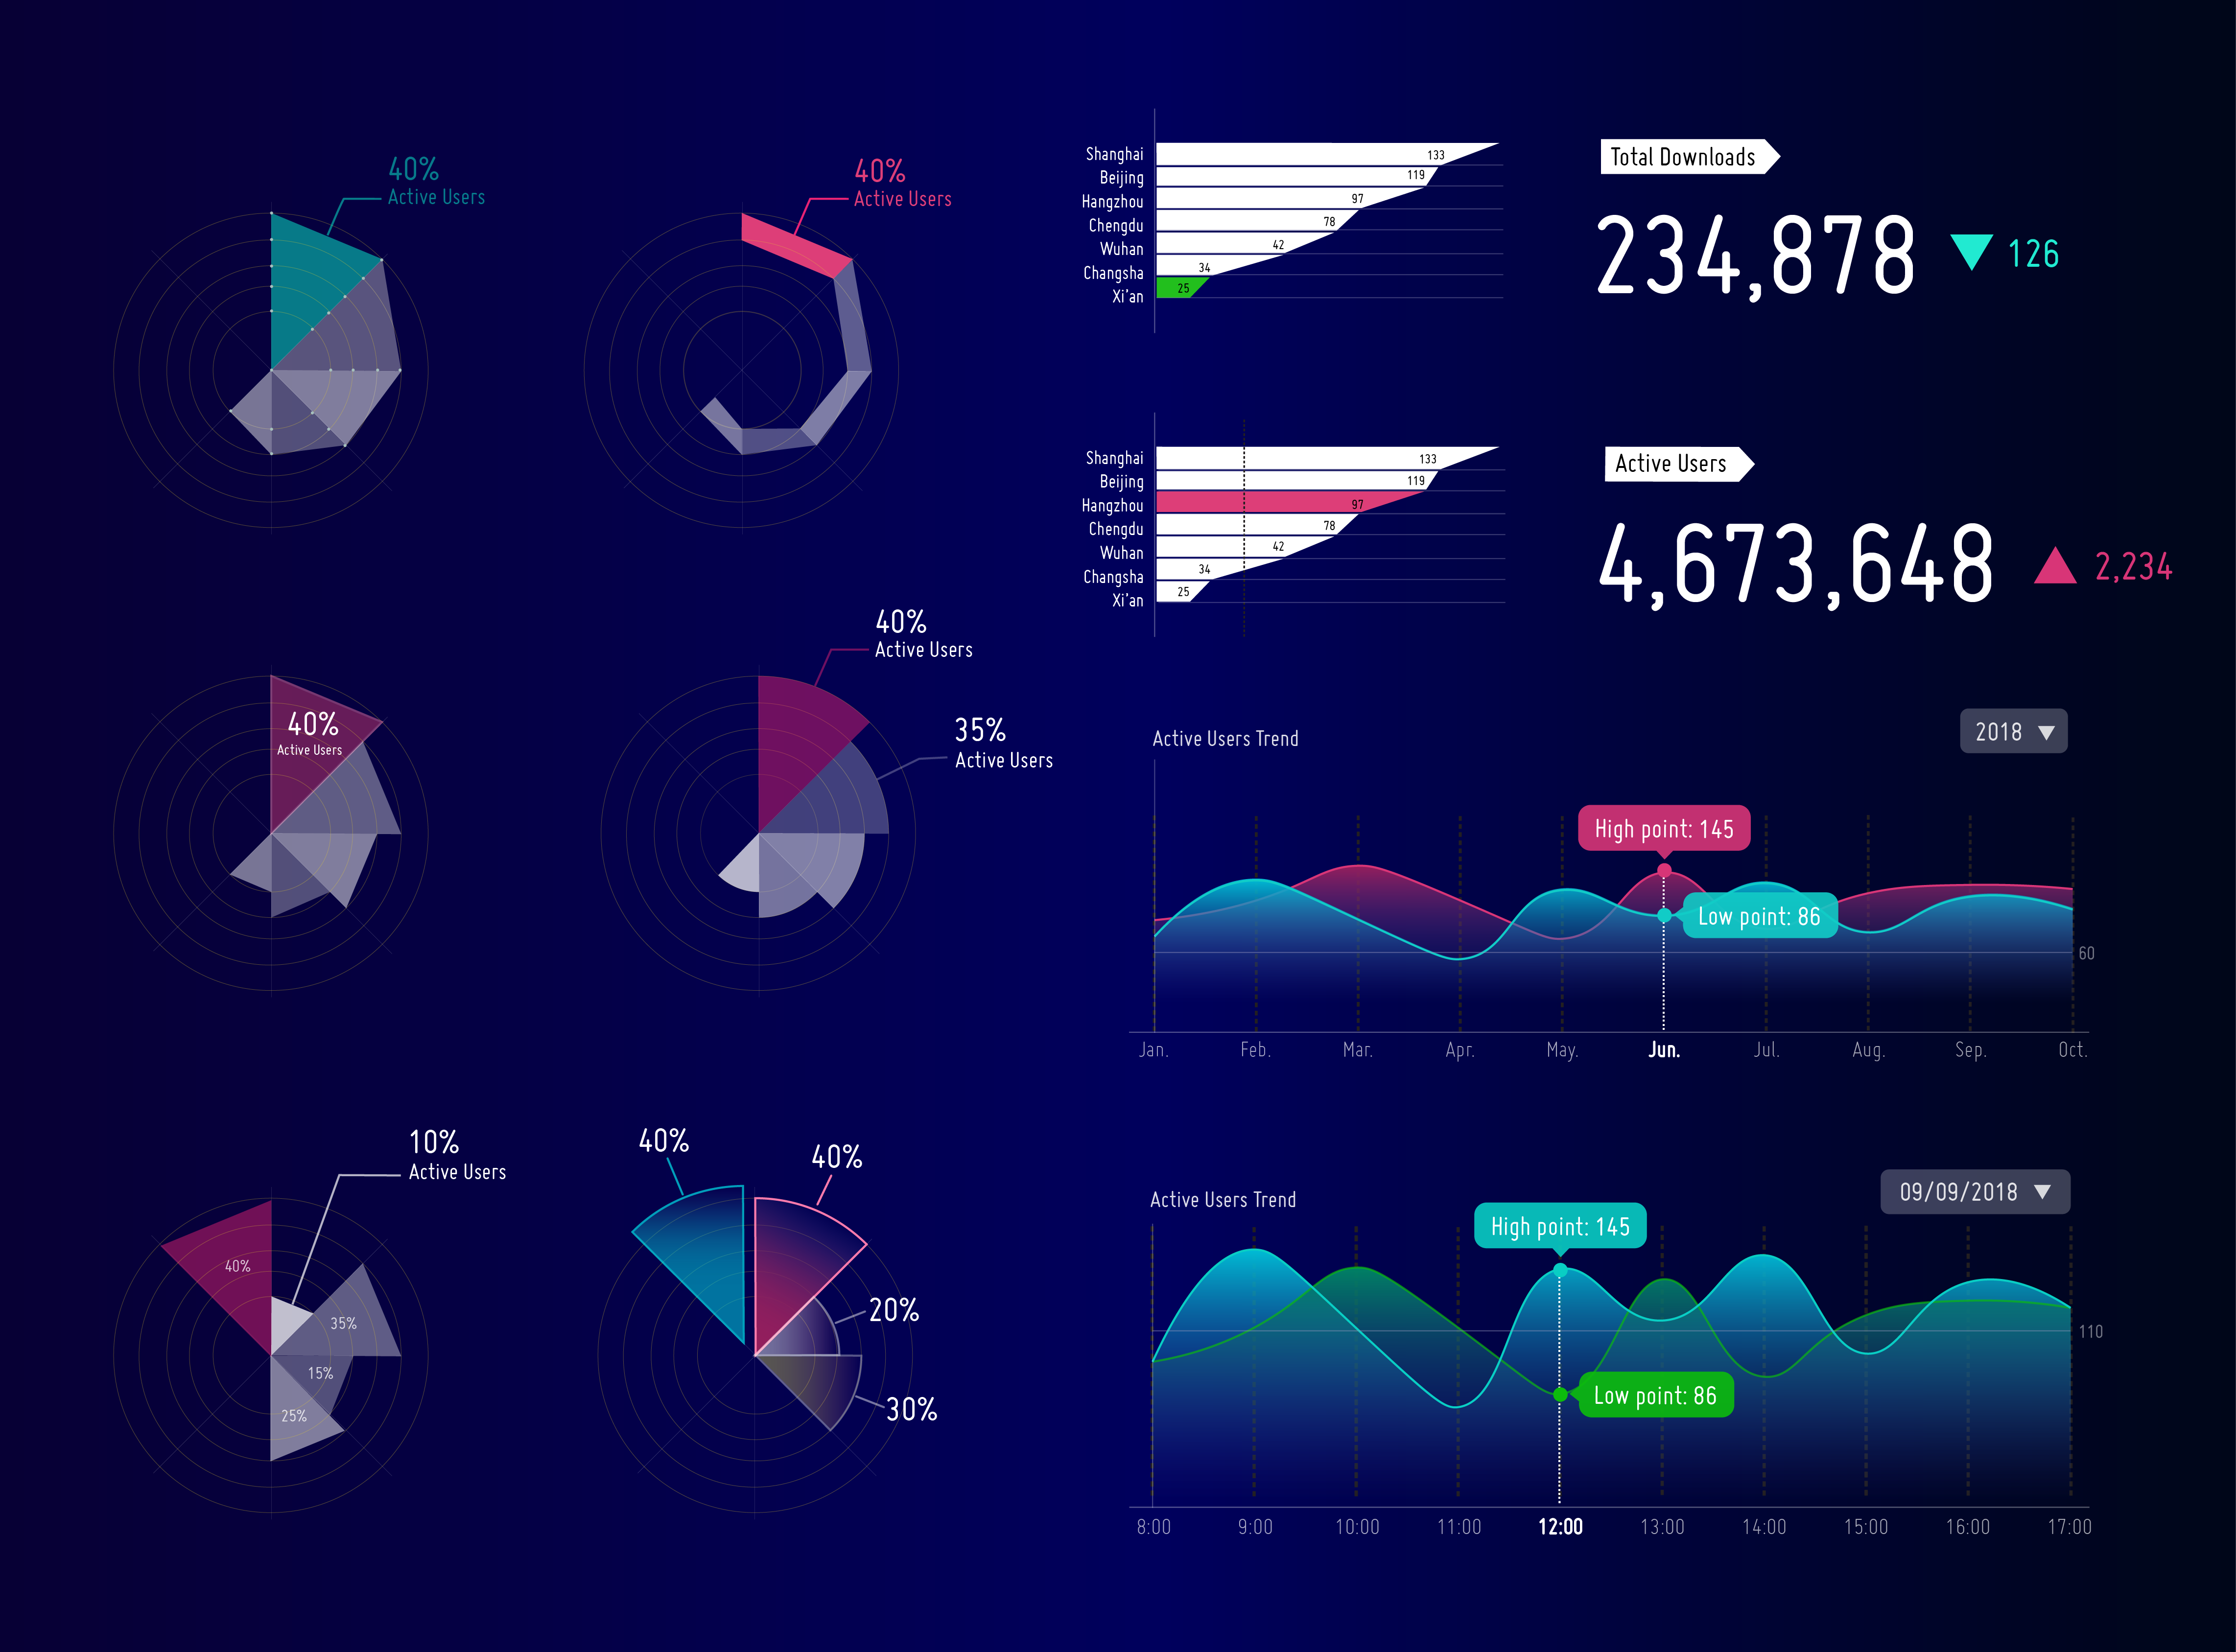 40%
Active Users
40%
Active Users
40%
Active Users
40%
Active Users
35%
Active Users
10%
Active Users
40%
35%
15%
25%
40%
40%
20%
30%
Shanghai 133
Beijing 119
Hangzhou 97
Chengdu 78
Wuhan 42
Changsha 34
Xi'an 25
Total Downloads
234,878 ▼ 126
Shanghai 133
Beijing 119
Hangzhou 97
Chengdu 78
Wuhan 42
Changsha 34
Xi'an 25
Active Users
4,673,648 ▲ 2,234
Active Users Trend
2018 ▼
High point: 145
Low point: 86
60
Jan. Feb. Mar. Apr. May. Jun. Jul. Aug. Sep. Oct.
Active Users Trend
09/09/2018 ▼
High point: 145
110
Low point: 86
8:00 9:00 10:00 11:00 12:00 13:00 14:00 15:00 16:00 17:00